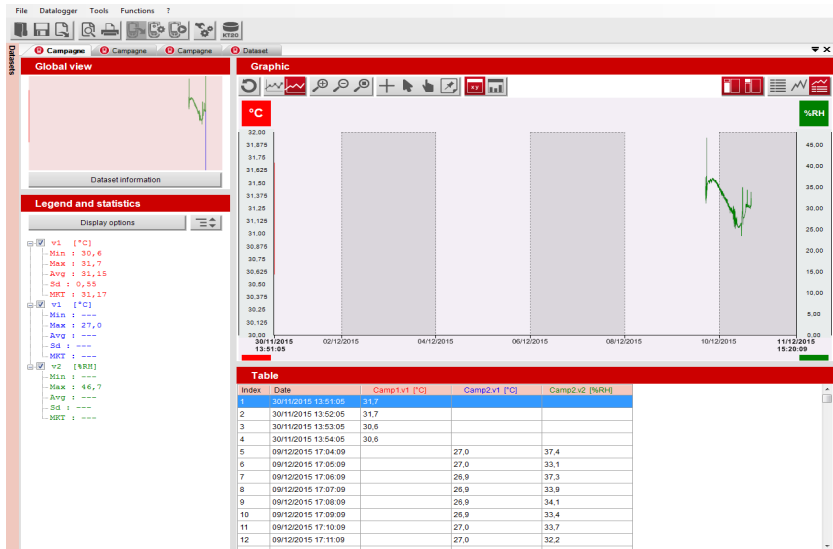 File Datalogger Tools Functions ?
KT20
Datasets
Campagne Campagne Campagne Dataset
Global view
Dataset information
Legend and statistics
Display options
v1 [°C]
Min : 30,6
Max : 31,7
Avg : 31,15
Sd : 0,55
MKT : 31,17
v1 [°C]
Min : ---
Max : 27,0
Avg : ---
Sd : ---
MKT : ---
v2 [%RH]
Min : ---
Max : 46,7
Avg : ---
Sd : ---
MKT : ---
Graphic
xy
°C
%RH
32,00
31,875
31,75
31,625
31,50
31,375
31,25
31,125
31,00
30,875
30,75
30,625
30,50
30,375
30,25
30,125
30,00
45,00
40,00
35,00
30,00
25,00
20,00
15,00
10,00
5,00
0,00
30/11/2015 02/12/2015 04/12/2015 06/12/2015 08/12/2015 10/12/2015 11/12/2015
13:51:05 15:20:09
Table
Index Date Camp1.v1 [°C] Camp2.v1 [°C] Camp2.v2 [%RH]
1 30/11/2015 13:51:05 31,7
2 30/11/2015 13:52:05 31,7
3 30/11/2015 13:53:05 30,6
4 30/11/2015 13:54:05 30,6
5 09/12/2015 17:04:09 27,0 37,4
6 09/12/2015 17:05:09 27,0 33,1
7 09/12/2015 17:06:09 26,9 37,3
8 09/12/2015 17:07:09 26,9 33,9
9 09/12/2015 17:08:09 26,9 34,1
10 09/12/2015 17:09:09 26,9 33,4
11 09/12/2015 17:10:09 27,0 33,7
12 09/12/2015 17:11:09 27,0 32,2